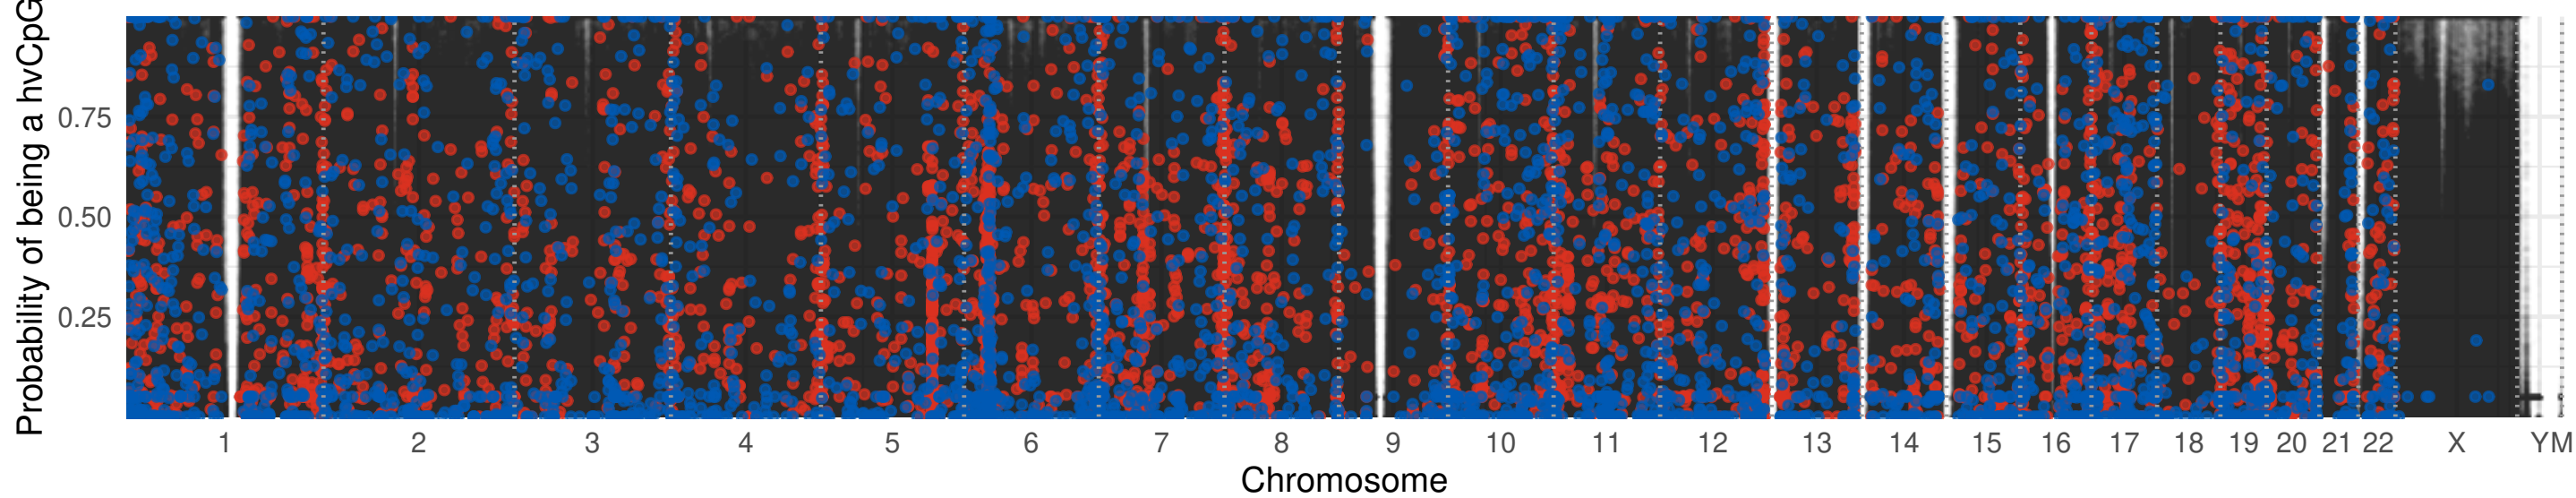 Probability of being a hvCpG
0.75
0.50
0.25
1 2 3 4 5 6 7 8 9 10 11 12 13 14 15 16 17 18 19 20 21 22 X Y M
Chromosome